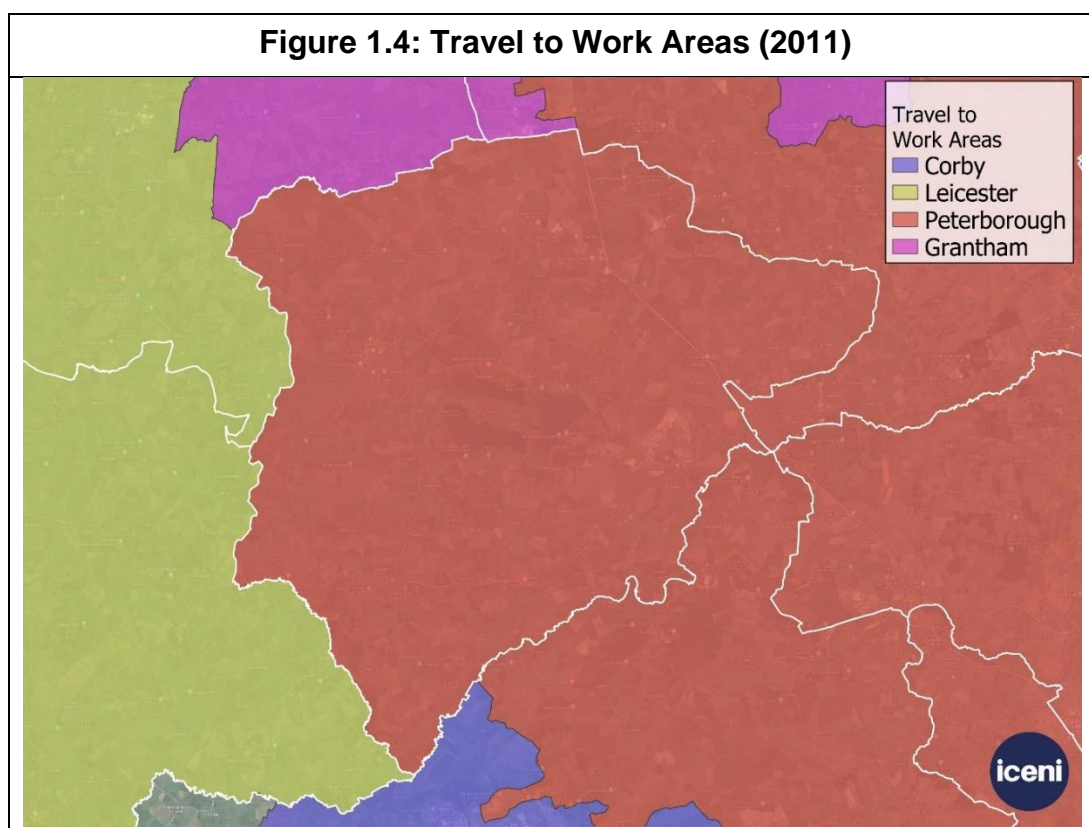 Figure 1.4: Travel to Work Areas (2011)
Travel to
Work Areas
Corby
Leicester
Peterborough
Grantham
iceni